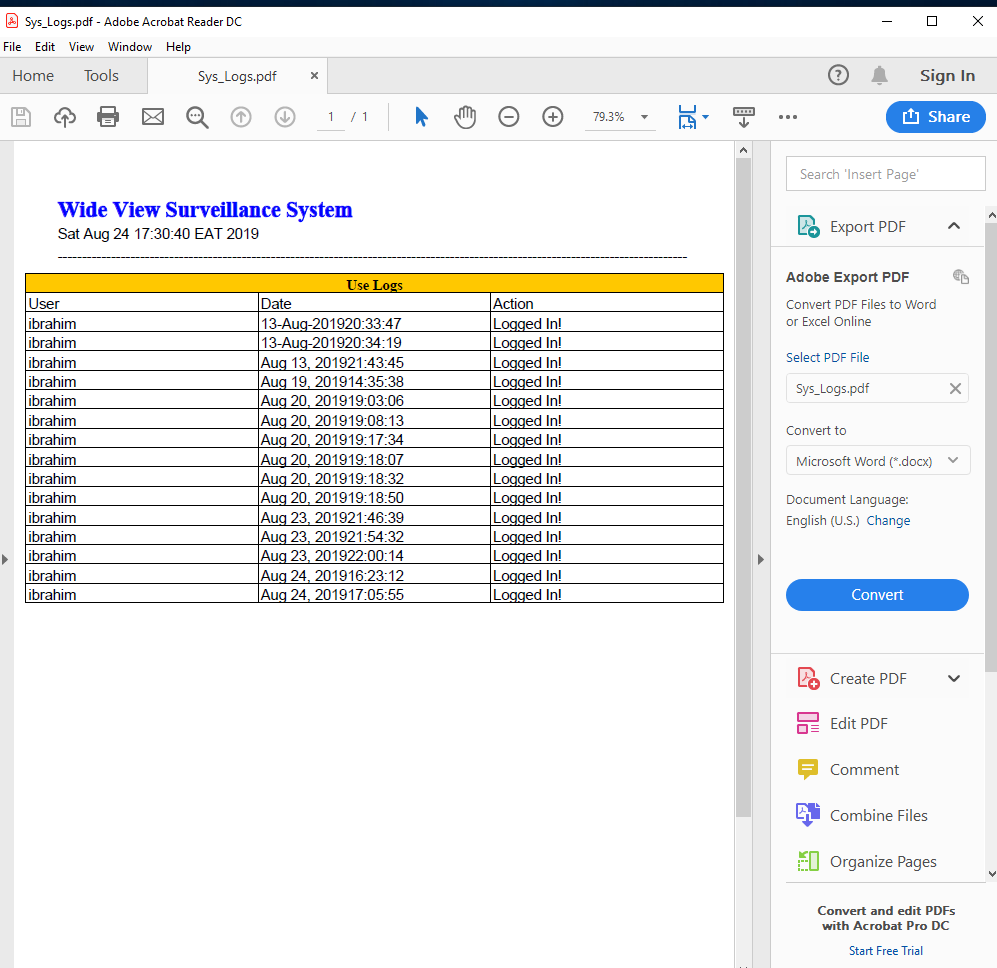 Sys_Logs.pdf - Adobe Acrobat Reader DC
File Edit View Window Help
Home Tools Sys_Logs.pdf × ? Sign In
1 / 1 79.3% Share
Wide View Surveillance System
Sat Aug 24 17:30:40 EAT 2019
Use Logs
User Date Action
ibrahim 13-Aug-201920:33:47 Logged In!
ibrahim 13-Aug-201920:34:19 Logged In!
ibrahim Aug 13, 201921:43:45 Logged In!
ibrahim Aug 19, 201914:35:38 Logged In!
ibrahim Aug 20, 201919:03:06 Logged In!
ibrahim Aug 20, 201919:08:13 Logged In!
ibrahim Aug 20, 201919:17:34 Logged In!
ibrahim Aug 20, 201919:18:07 Logged In!
ibrahim Aug 20, 201919:18:32 Logged In!
ibrahim Aug 20, 201919:18:50 Logged In!
ibrahim Aug 23, 201921:46:39 Logged In!
ibrahim Aug 23, 201921:54:32 Logged In!
ibrahim Aug 23, 201922:00:14 Logged In!
ibrahim Aug 24, 201916:23:12 Logged In!
ibrahim Aug 24, 201917:05:55 Logged In!
Search 'Insert Page'
Export PDF
Adobe Export PDF
Convert PDF Files to Word
or Excel Online
Select PDF File
Sys_Logs.pdf
Convert to
Microsoft Word (*.docx)
Document Language:
English (U.S.) Change
Convert
Create PDF
Edit PDF
Comment
Combine Files
Organize Pages
Convert and edit PDFs
with Acrobat Pro DC
Start Free Trial